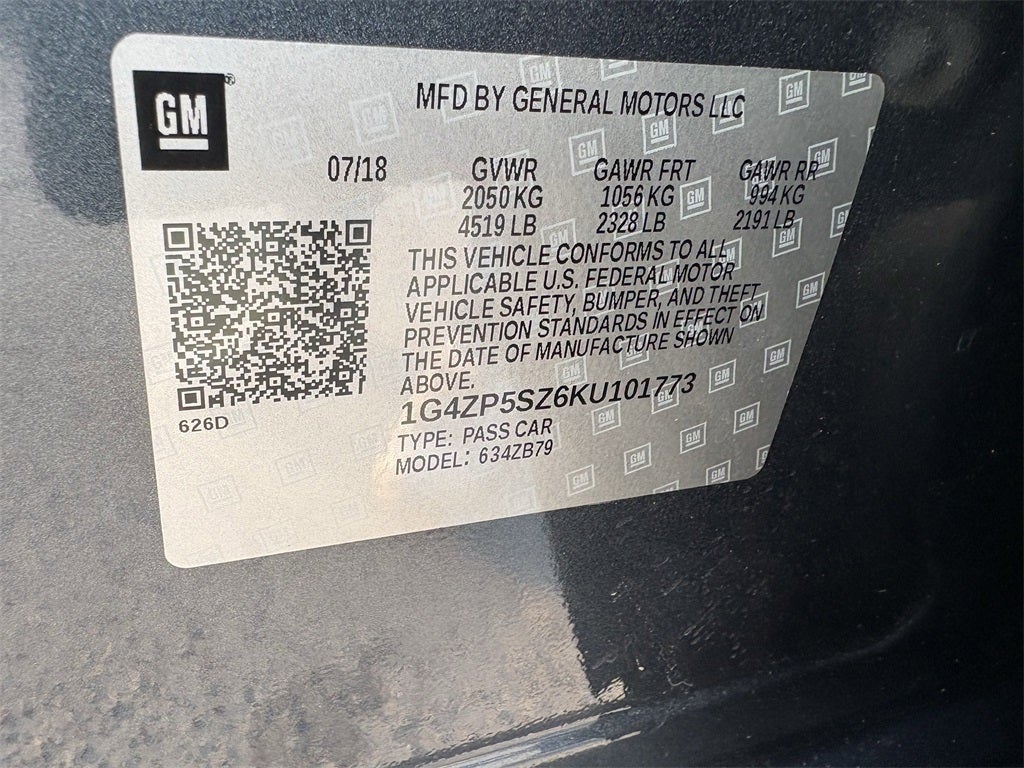 GM
MFD BY GENERAL MOTORS LLC
07/18 GVWR GAWR FRT GAWR RR
2050 KG 1056 KG 994 KG
4519 LB 2328 LB 2191 LB
THIS VEHICLE CONFORMS TO ALL
APPLICABLE U.S. FEDERAL MOTOR
VEHICLE SAFETY, BUMPER, AND THEFT
PREVENTION STANDARDS IN EFFECT ON
THE DATE OF MANUFACTURE SHOWN
ABOVE.
1G4ZP5SZ6KU101773
626D
TYPE: PASS CAR
MODEL: 634ZB79